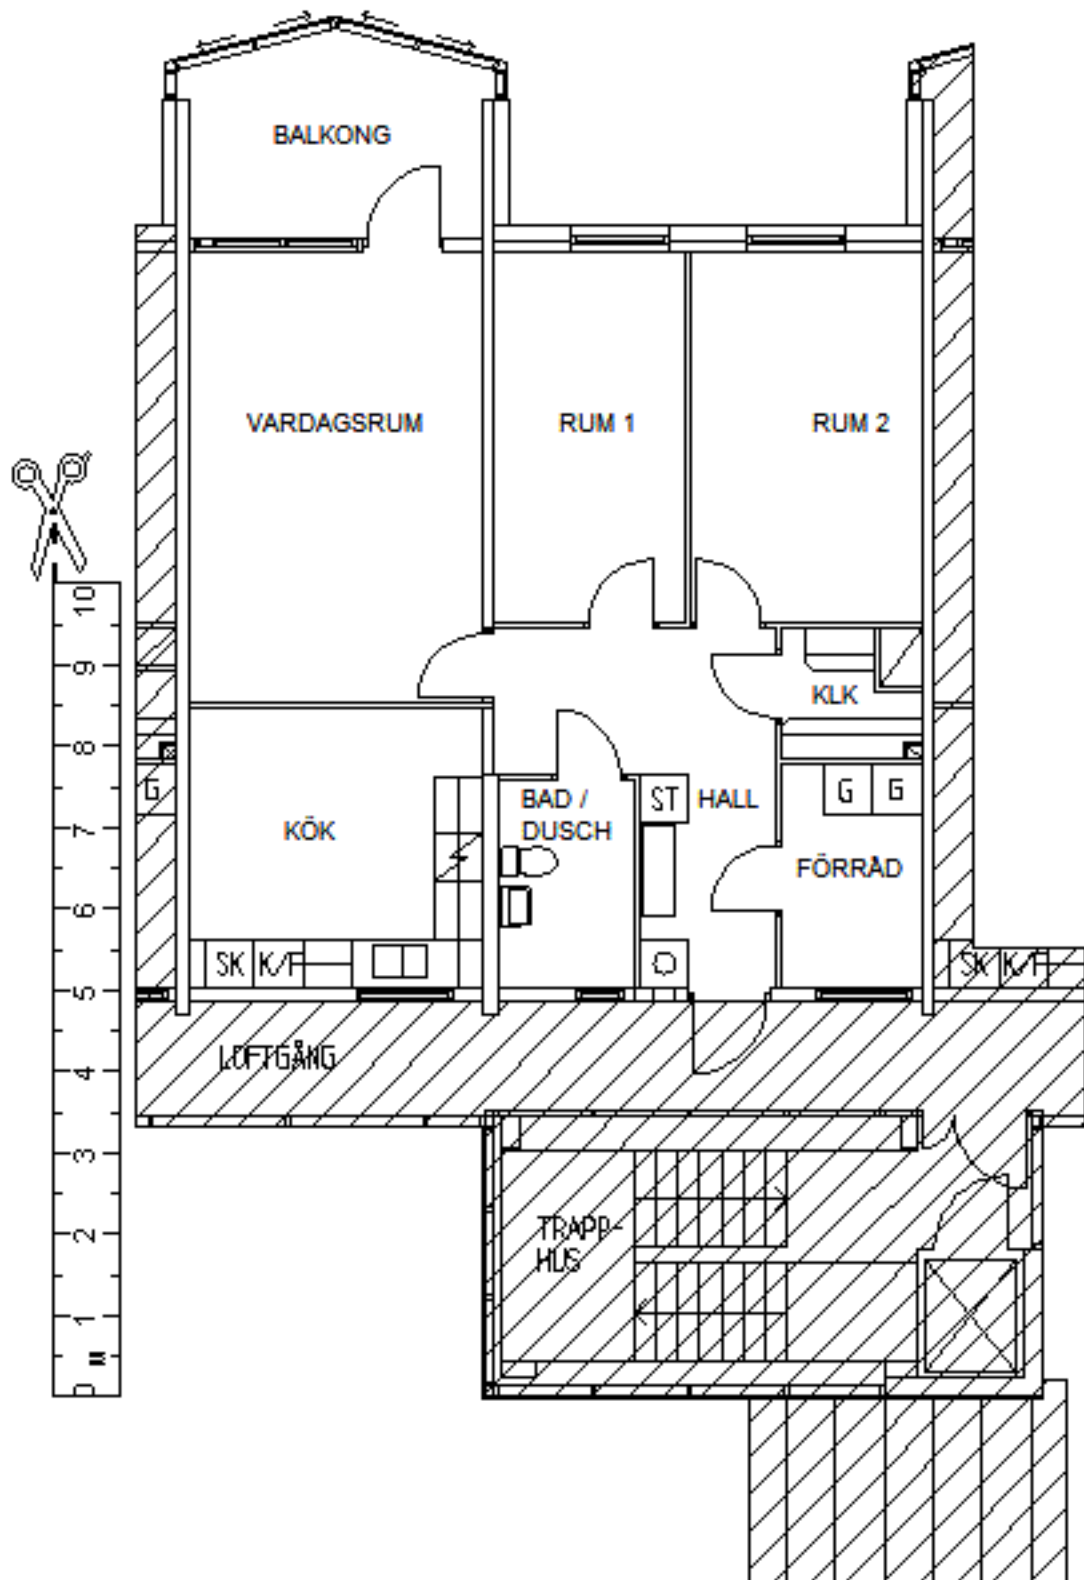 BALKONG
VARDAGSRUM
RUM 1
RUM 2
KLK
G
G
G
KÖK
BAD /
DUSCH
ST
HALL
FÖRRÅD
SK
K/F
SK
K/F
LOFTGÅNG
TRAPP-
HUS
10
9
8
7
6
5
4
3
2
1
M
0